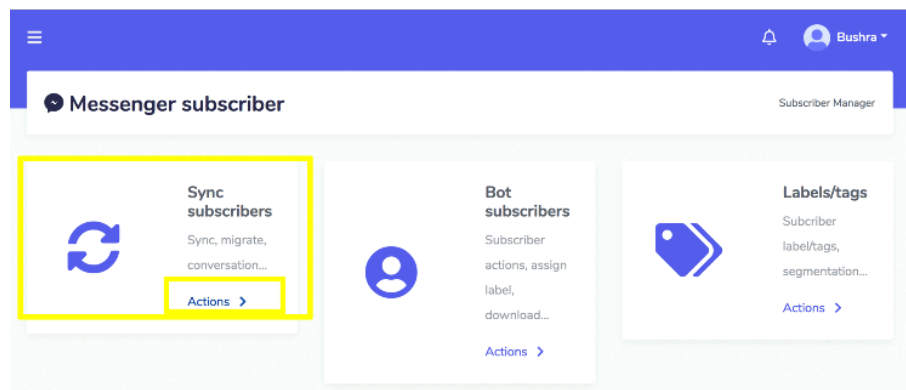 Bushra
Messenger subscriber
Subscriber Manager
Sync
subscribers
Sync, migrate,
conversation...
Actions
Bot
subscribers
Subscriber
actions, assign
label,
download...
Actions
Labels/tags
Subcriber
label/tags,
segmentation...
Actions